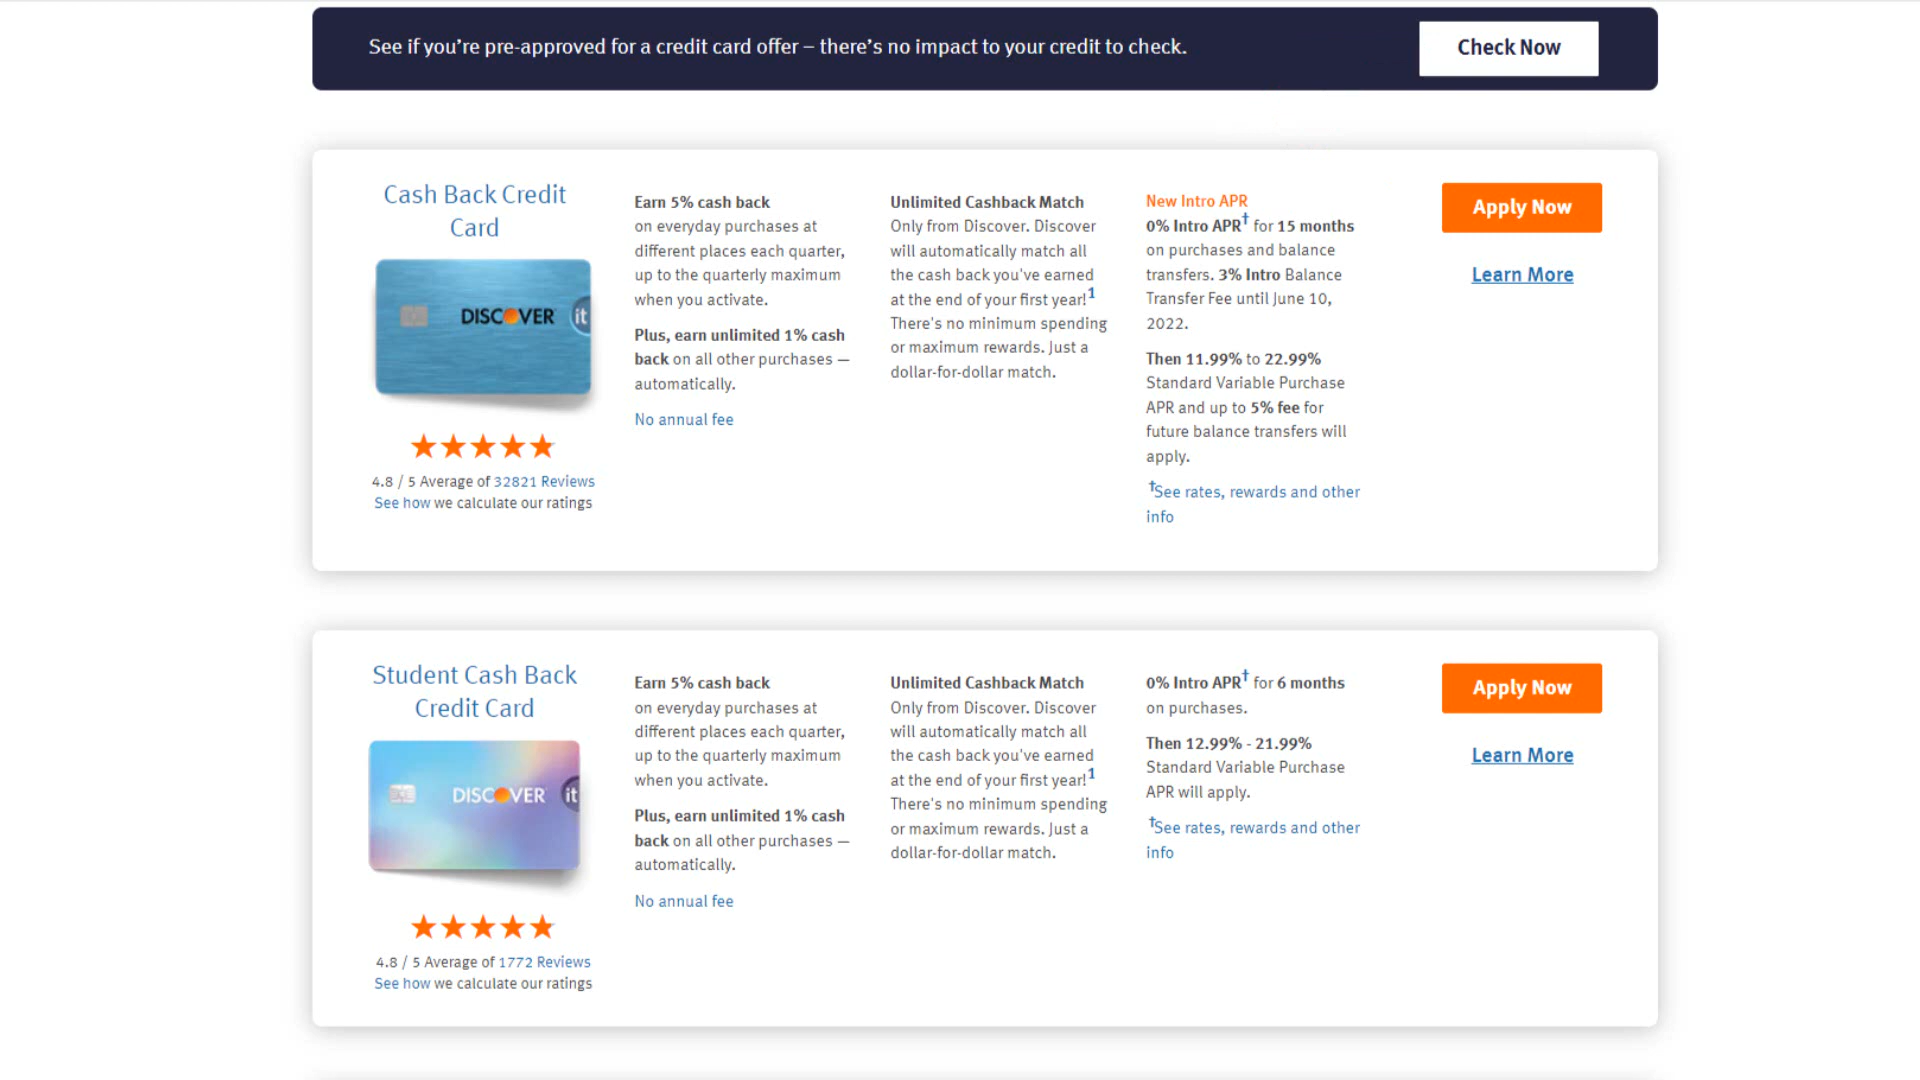 See if you’re pre-approved for a credit card offer – there’s no impact to your credit to check.
Check Now
Cash Back Credit
Card
DISCOVER it
4.8 / 5 Average of 32821 Reviews
See how we calculate our ratings
Earn 5% cash back
on everyday purchases at
different places each quarter,
up to the quarterly maximum
when you activate.
Plus, earn unlimited 1% cash
back on all other purchases —
automatically.
No annual fee
Unlimited Cashback Match
Only from Discover. Discover
will automatically match all
the cash back you've earned
at the end of your first year!1
There's no minimum spending
or maximum rewards. Just a
dollar-for-dollar match.
New Intro APR
0% Intro APR† for 15 months
on purchases and balance
transfers. 3% Intro Balance
Transfer Fee until June 10,
2022.
Then 11.99% to 22.99%
Standard Variable Purchase
APR and up to 5% fee for
future balance transfers will
apply.
†See rates, rewards and other
info
Apply Now
Learn More
Student Cash Back
Credit Card
DISCOVER it
4.8 / 5 Average of 1772 Reviews
See how we calculate our ratings
Earn 5% cash back
on everyday purchases at
different places each quarter,
up to the quarterly maximum
when you activate.
Plus, earn unlimited 1% cash
back on all other purchases —
automatically.
No annual fee
Unlimited Cashback Match
Only from Discover. Discover
will automatically match all
the cash back you've earned
at the end of your first year!1
There's no minimum spending
or maximum rewards. Just a
dollar-for-dollar match.
0% Intro APR† for 6 months
on purchases.
Then 12.99% - 21.99%
Standard Variable Purchase
APR will apply.
†See rates, rewards and other
info
Apply Now
Learn More